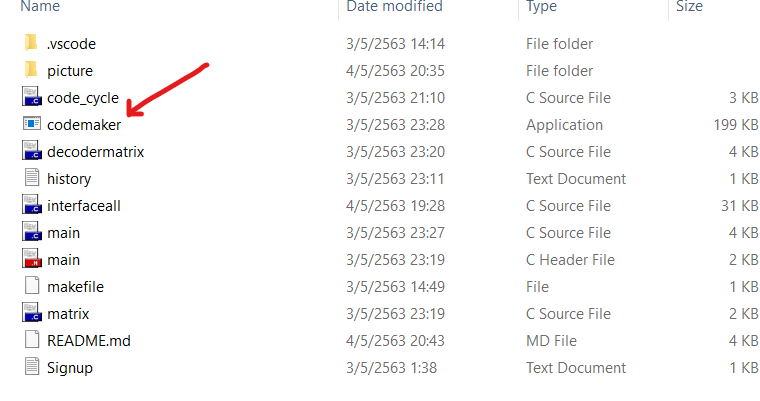 Name Date modified Type Size
.vscode 3/5/2563 14:14 File folder
picture 4/5/2563 20:35 File folder
code_cycle 3/5/2563 21:10 C Source File 3 KB
codemaker 3/5/2563 23:28 Application 199 KB
decodermatrix 3/5/2563 23:20 C Source File 4 KB
history 3/5/2563 23:11 Text Document 1 KB
interfaceall 4/5/2563 19:28 C Source File 31 KB
main 3/5/2563 23:27 C Source File 4 KB
main 3/5/2563 23:19 C Header File 2 KB
makefile 3/5/2563 14:49 File 1 KB
matrix 3/5/2563 23:19 C Source File 2 KB
README.md 4/5/2563 20:43 MD File 4 KB
Signup 3/5/2563 1:38 Text Document 1 KB